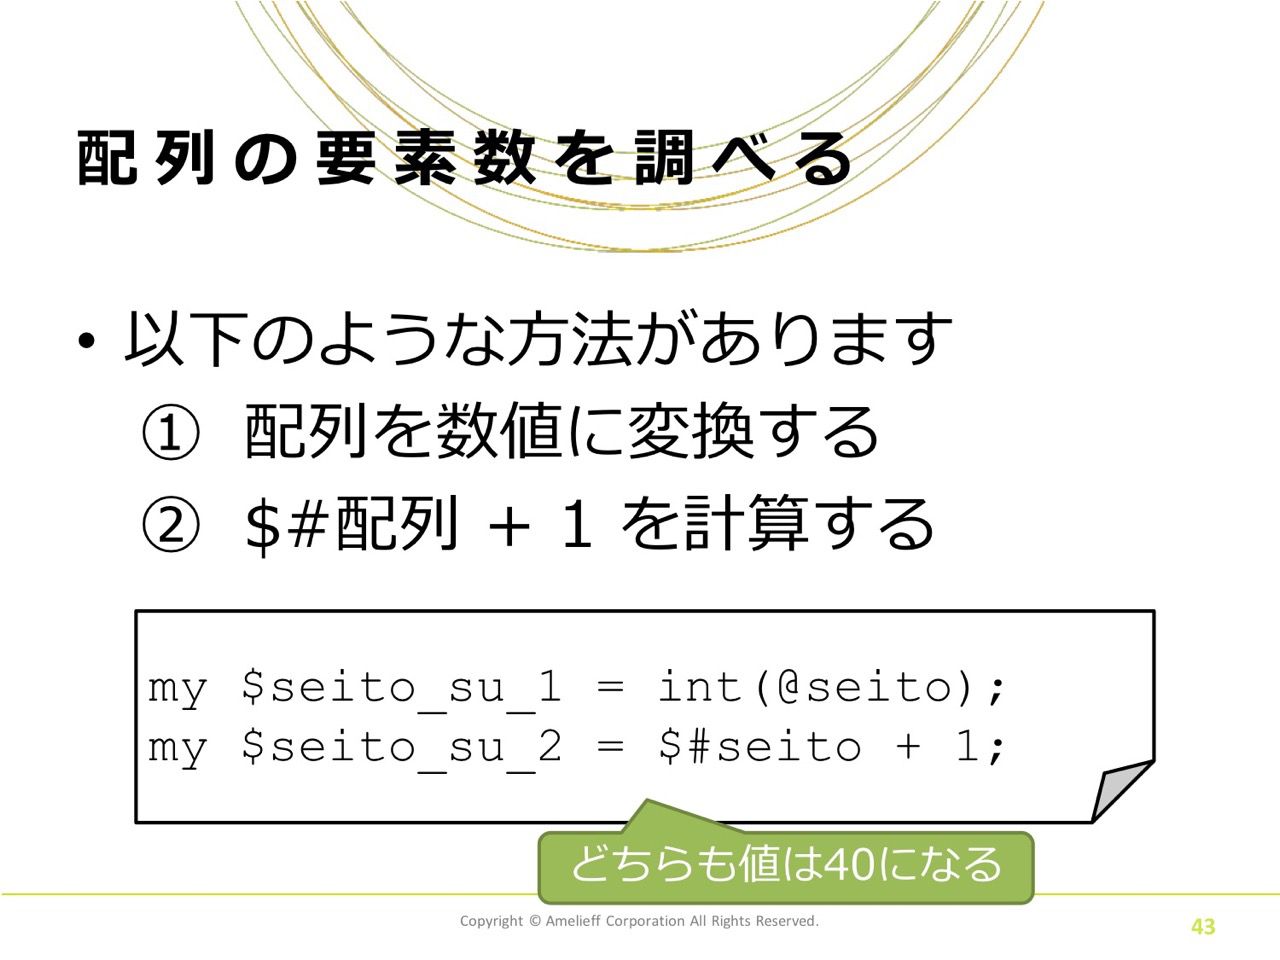 配列の要素数を調べる
• 以下のような方法があります
① 配列を数値に変換する
② $#配列 + 1 を計算する
my $seito_su_1 = int(@seito);
my $seito_su_2 = $#seito + 1;
どちらも値は40になる
Copyright © Amelieff Corporation All Rights Reserved.
43